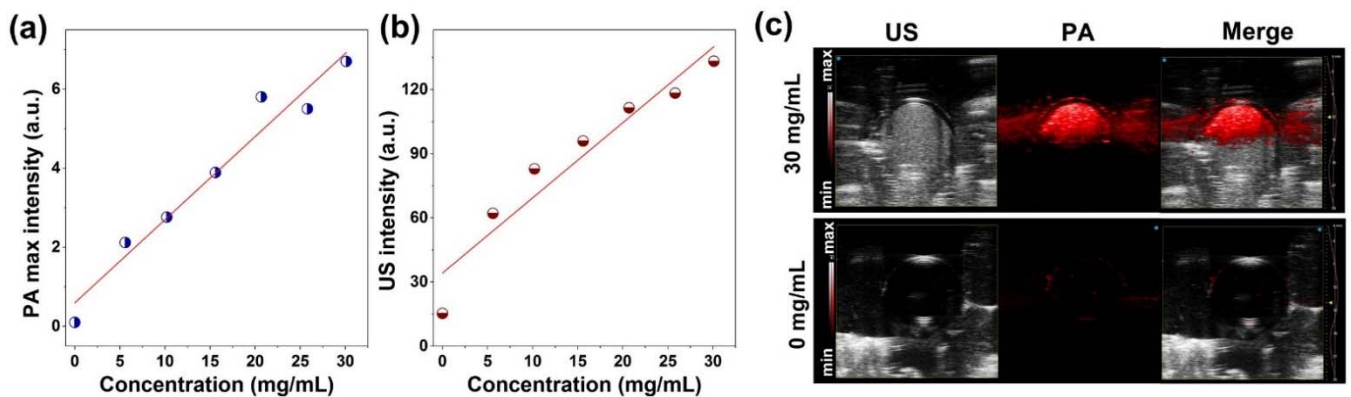 (a)
PA max intensity (a.u.)
6
4
2
0
0 5 10 15 20 25 30
Concentration (mg/mL)
(b)
US intensity (a.u.)
120
90
60
30
0
0 5 10 15 20 25 30
Concentration (mg/mL)
(c)
US PA Merge
30 mg/mL
max
min
0 mg/mL
max
min